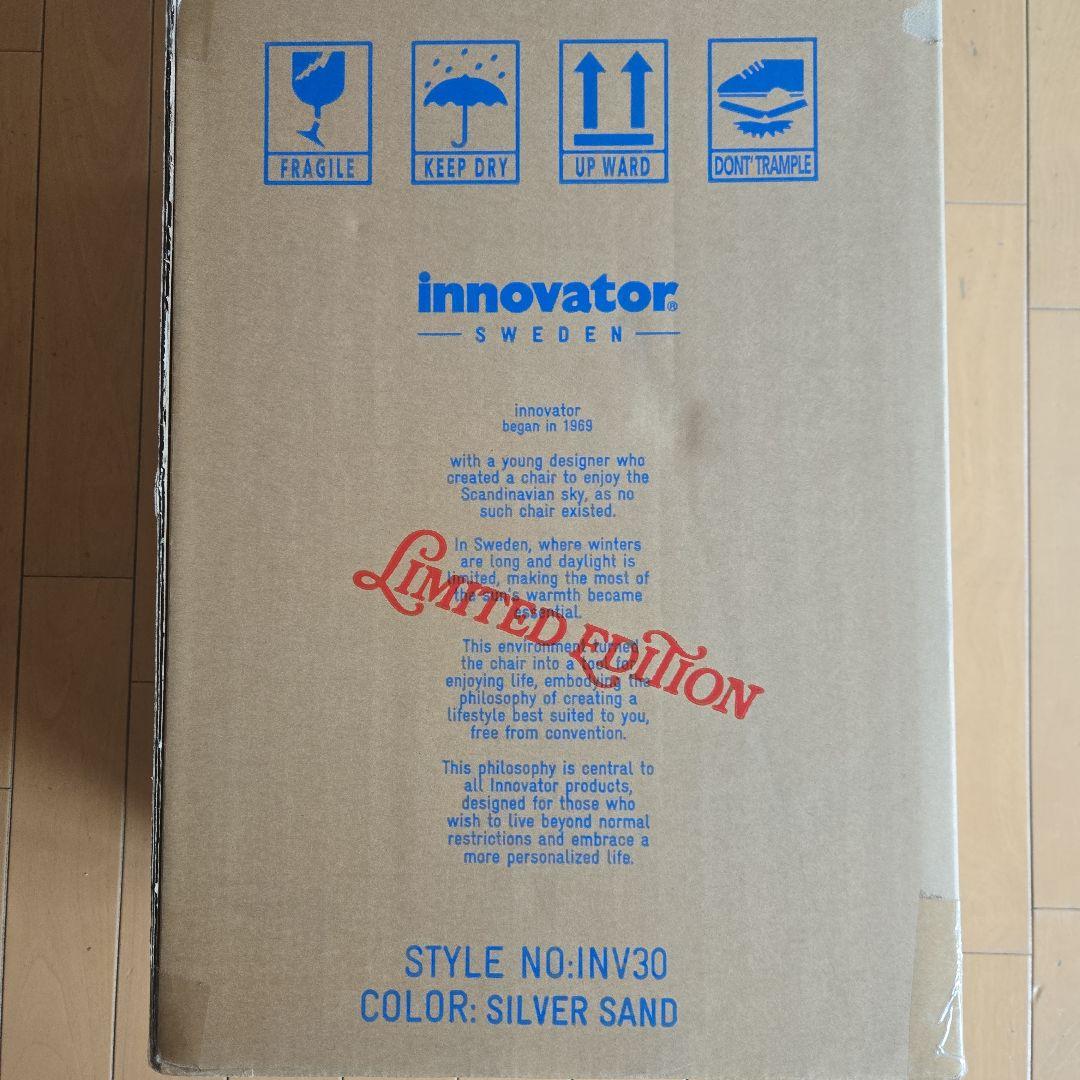 FRAGILE
KEEP DRY
UP WARD
DONT' TRAMPLE
innovator®
SWEDEN
innovator
began in 1969
with a young designer who
created a chair to enjoy the
Scandinavian sky, as no
such chair existed.
In Sweden, where winters
are long and daylight is
limited, making the most of
the sun's warmth became
essential.
LIMITED EDITION
This environment turned
the chair into a tool for
enjoying life, embodying the
philosophy of creating a
lifestyle best suited to you,
free from convention.
This philosophy is central to
all Innovator products,
designed for those who
wish to live beyond normal
restrictions and embrace a
more personalized life.
STYLE NO:INV30
COLOR: SILVER SAND